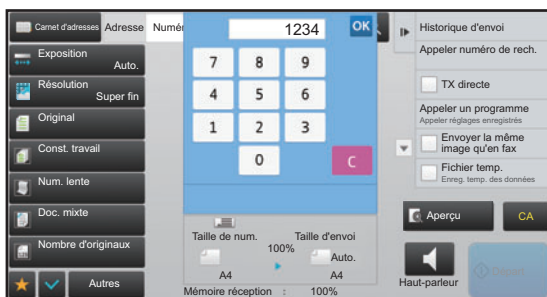 Carnet d'adresses
Adresse
Numér
1234
OK
Historique d'envoi
Appeler numéro de rech.
Exposition
Auto.
7 8 9
TX directe
Résolution
Super fin
4 5 6
Appeler un programme
Appeler réglages enregistrés
Original
1 2 3
Envoyer la même
image qu'en fax
Const. travail
0
C
Fichier temp.
Enreg. temp. des données
Num. lente
Doc. mixte
Aperçu
CA
Taille de num.
Taille d'envoi
100%
Nombre d'originaux
Auto.
A4
A4
Autres
Haut-parleur
Départ
Mémoire réception : 100%